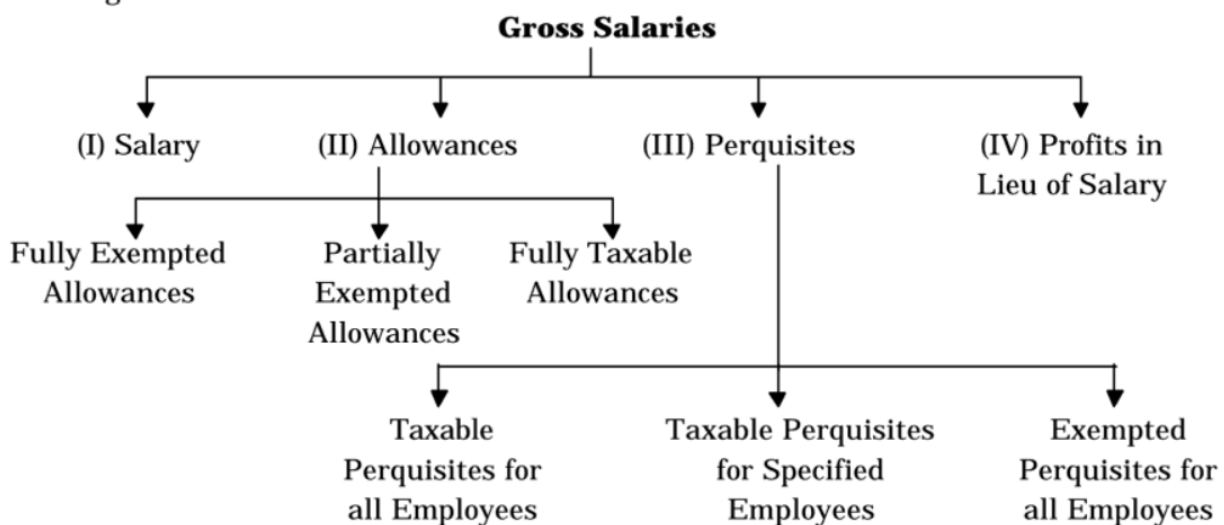 Gross Salaries
(I) Salary
(II) Allowances
(III) Perquisites
(IV) Profits in
Lieu of Salary
Fully Exempted
Allowances
Partially
Exempted
Allowances
Fully Taxable
Allowances
Taxable
Perquisites for
all Employees
Taxable Perquisites
for Specified
Employees
Exempted
Perquisites for
all Employees